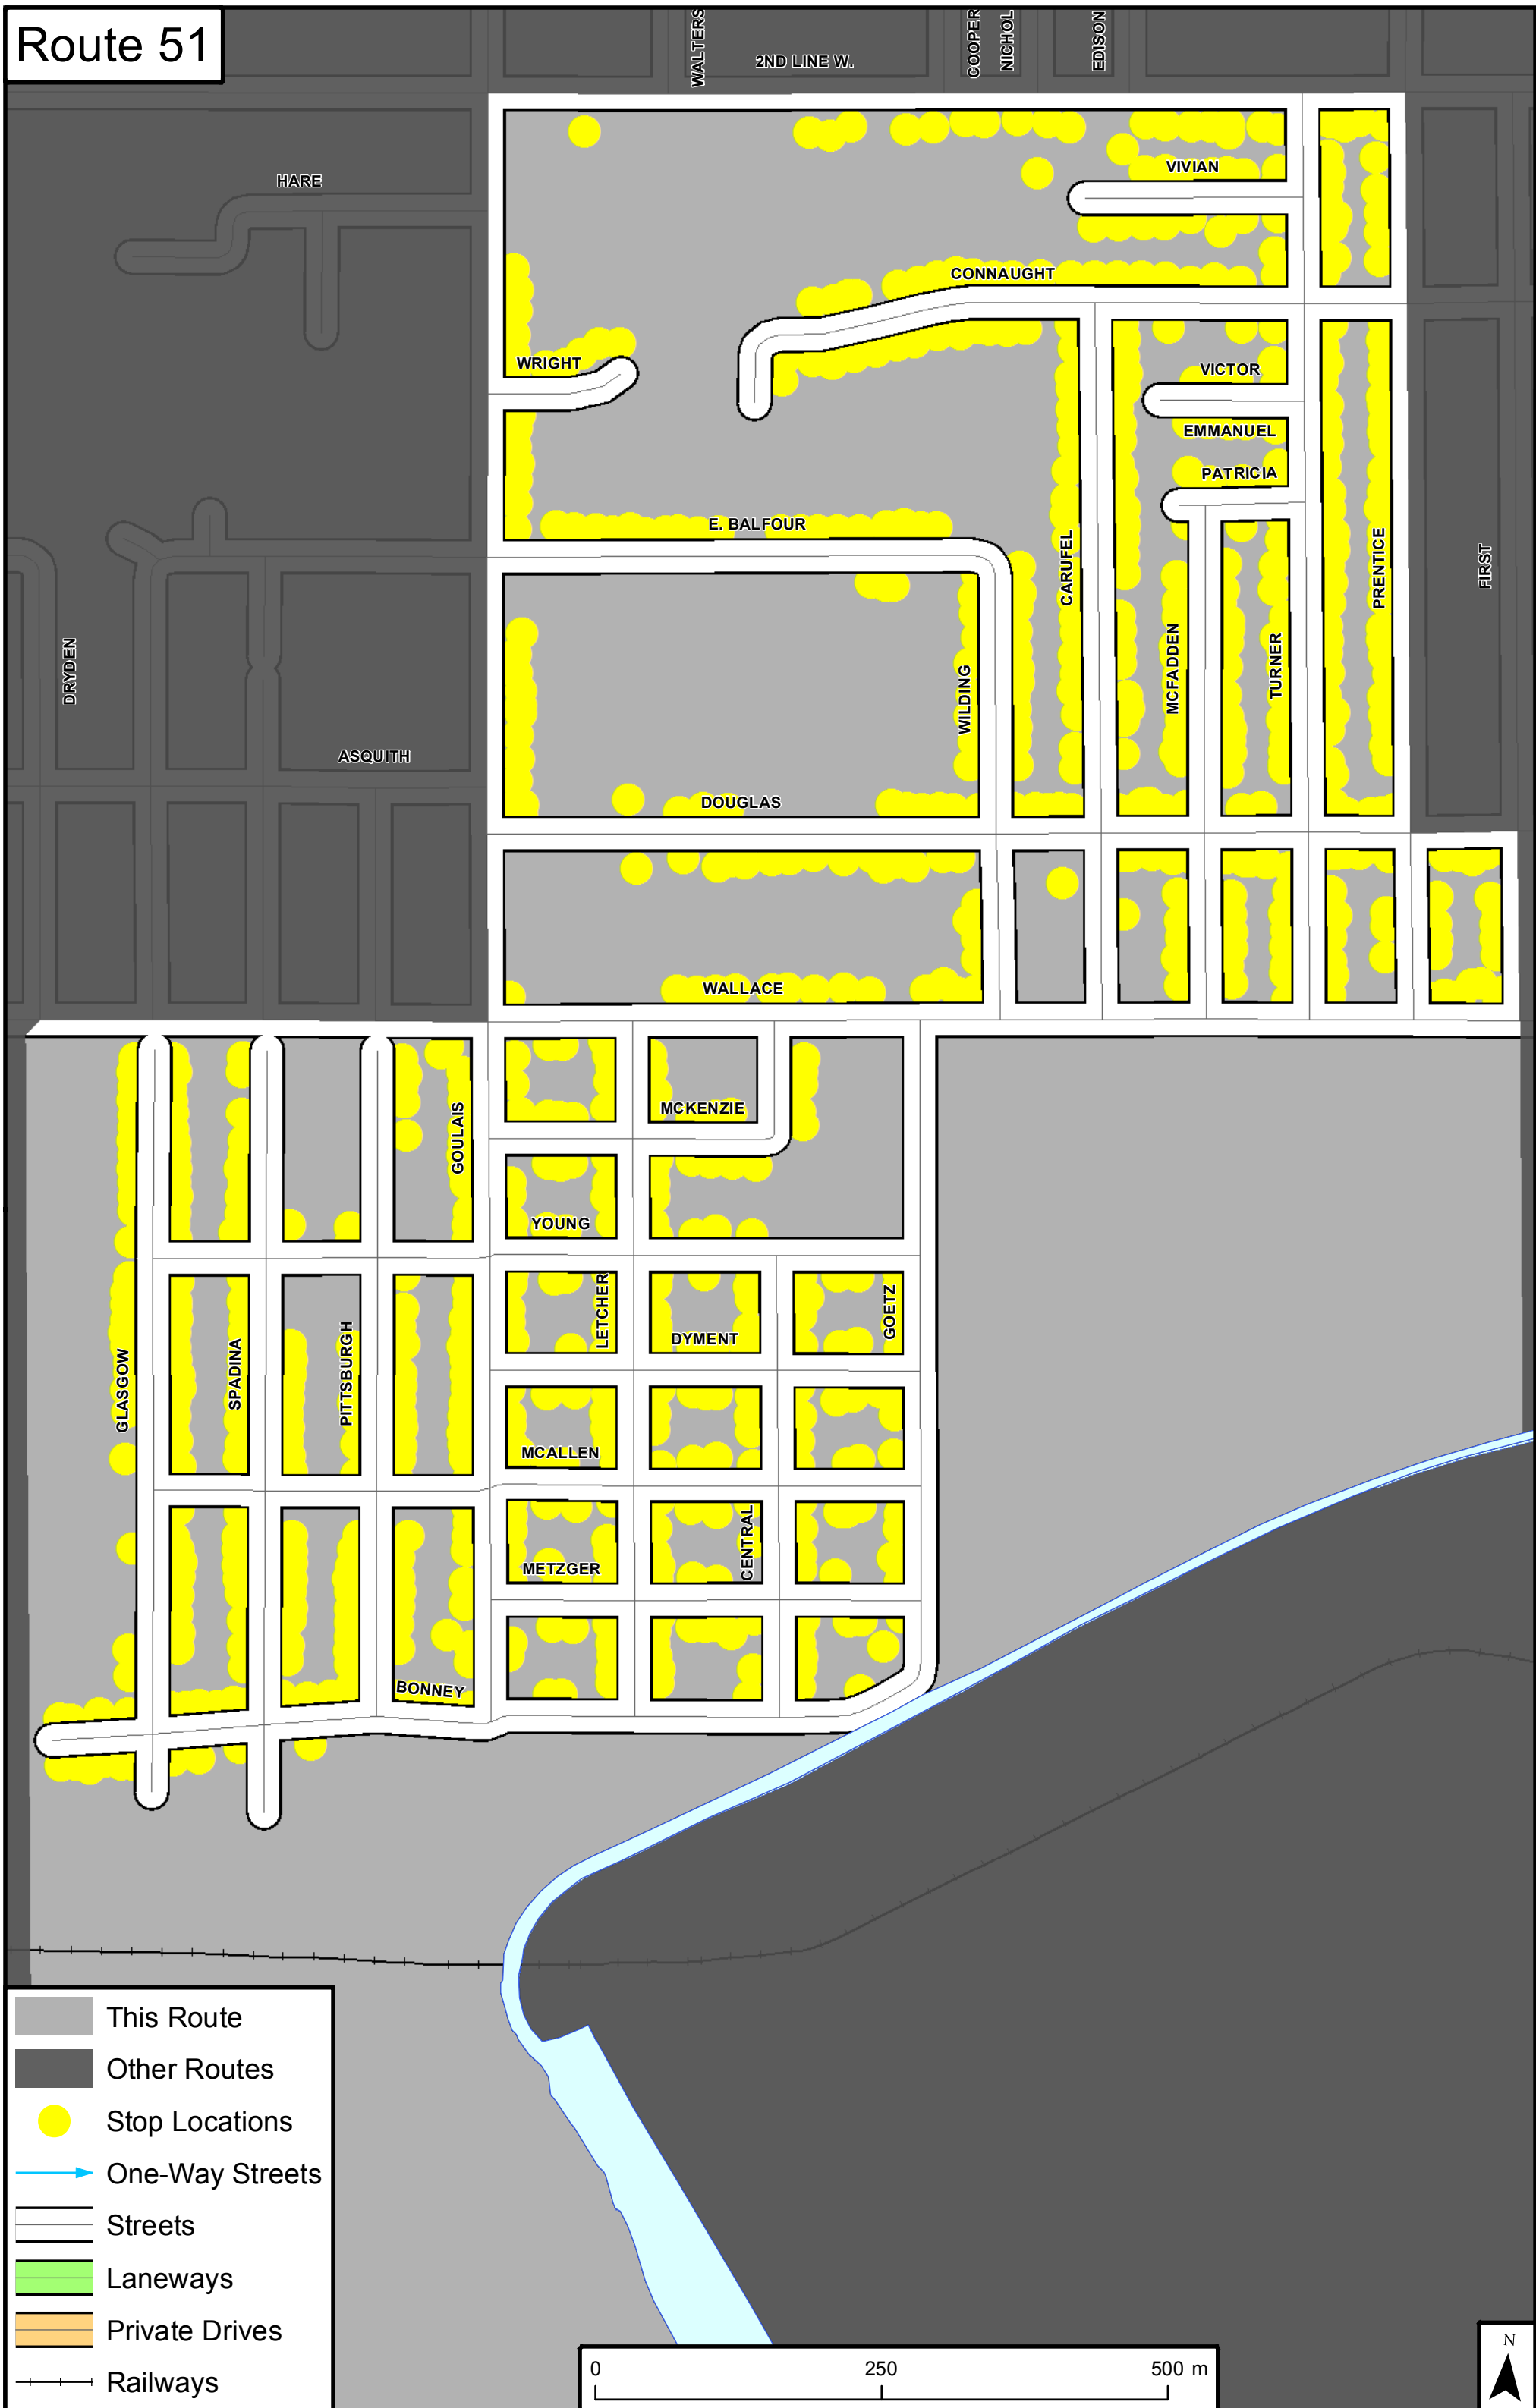 Route 51
WALTERS
2ND LINE W.
COOPER
NICHOL
EDISON
HARE
VIVIAN
CONNAUGHT
WRIGHT
VICTOR
EMMANUEL
PATRICIA
E. BALFOUR
CARUFEL
PRENTICE
FIRST
DRYDEN
WILDING
MCFADDEN
TURNER
ASQUITH
DOUGLAS
WALLACE
GOULAIS
MCKENZIE
YOUNG
LETCHER
GOETZ
DYMENT
GLASGOW
SPADINA
PITTSBURGH
MCALLEN
CENTRAL
METZGER
BONNEY
This Route
Other Routes
Stop Locations
One-Way Streets
Streets
Laneways
Private Drives
Railways
0 250 500 m
N